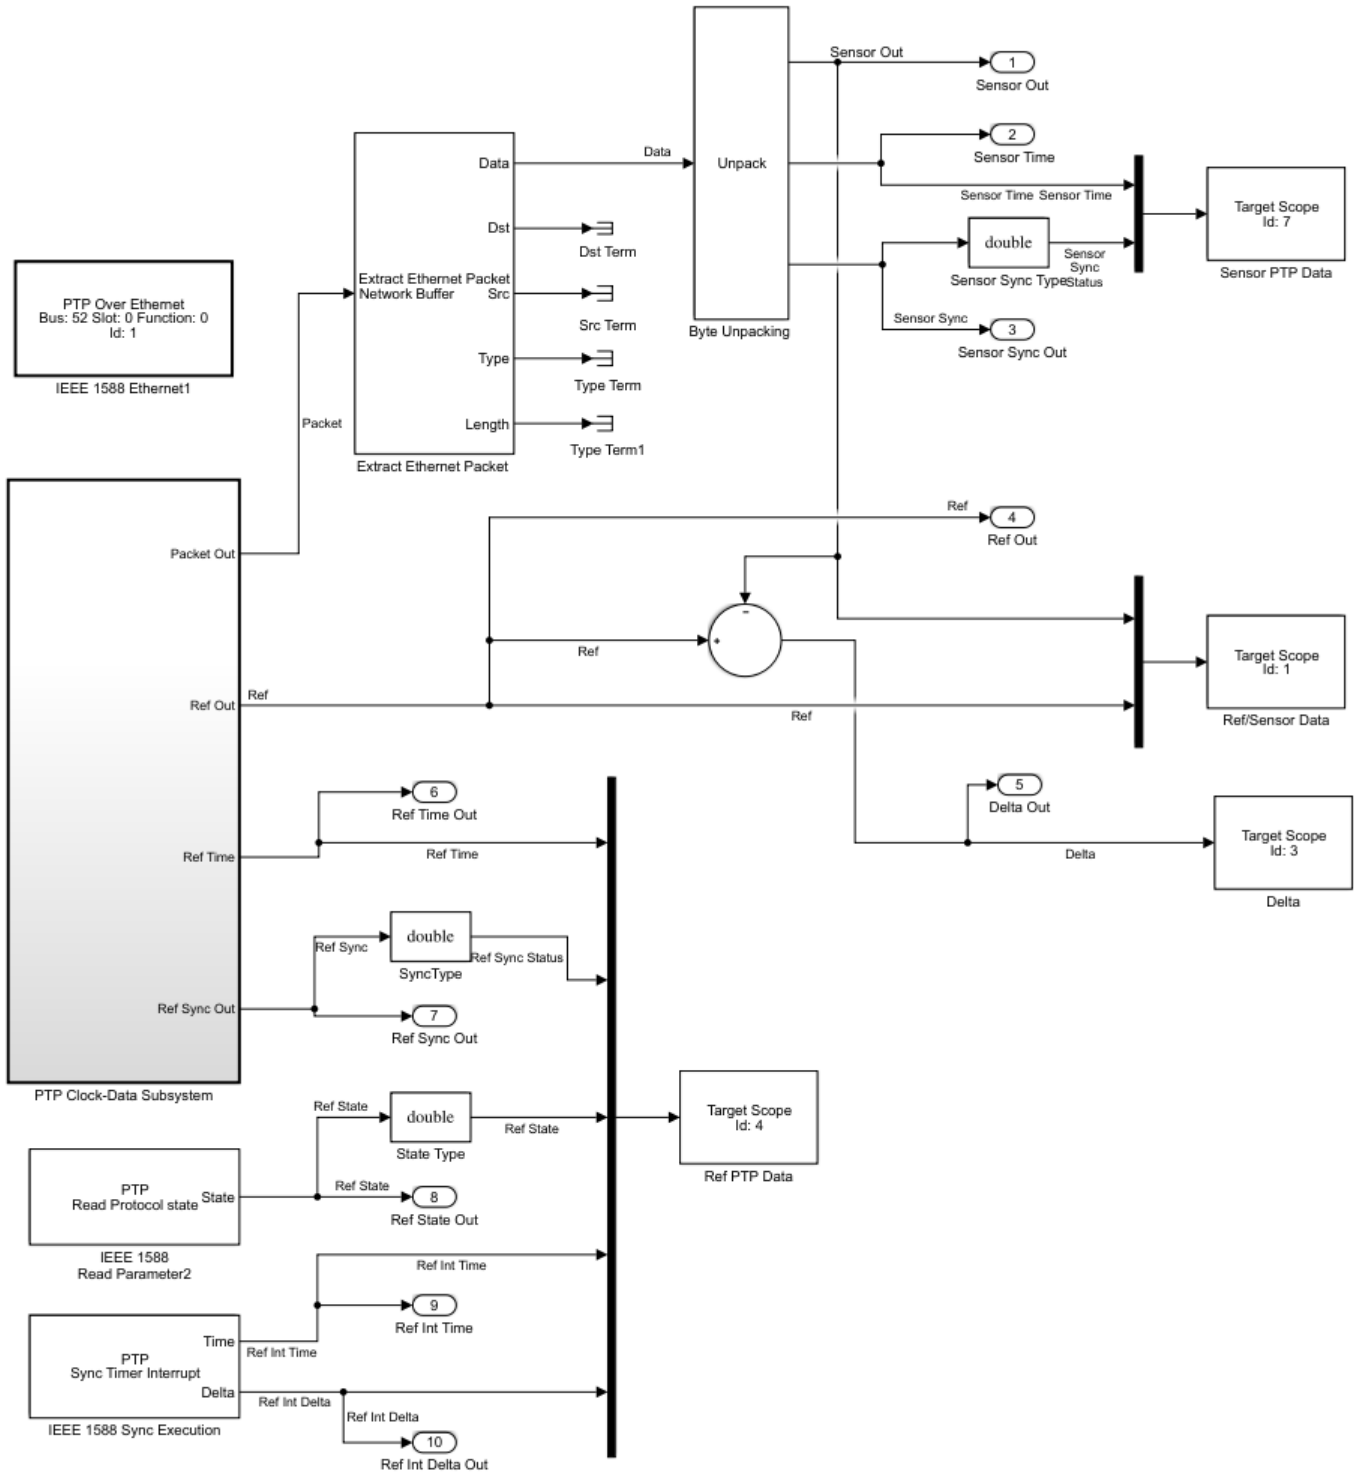 Sensor Out
1
Sensor Out
2
Sensor Time
Data
Data
Unpack
Sensor Time
Sensor Time
Target Scope
Id: 7
Sensor PTP Data
Dst
Dst Term
double
Sensor
Sync
Status
Sensor Sync Type
Extract Ethernet Packet
Network Buffer
Src
Src Term
Byte Unpacking
Sensor Sync
3
Sensor Sync Out
PTP Over Ethernet
Bus: 52 Slot: 0 Function: 0
Id: 1
IEEE 1588 Ethernet1
Type
Type Term
Packet
Length
Type Term1
Extract Ethernet Packet
Ref
4
Ref Out
Packet Out
-
+
Ref
Target Scope
Id: 1
Ref/Sensor Data
Ref Out
Ref
Ref
5
Delta Out
6
Ref Time Out
Ref Time
Ref Time
Delta
Target Scope
Id: 3
Delta
Ref Sync
double
Ref Sync Status
SyncType
Ref Sync Out
7
Ref Sync Out
PTP Clock-Data Subsystem
Ref State
double
Ref State
State Type
Target Scope
Id: 4
Ref PTP Data
PTP
Read Protocol state
State
Ref State
8
Ref State Out
IEEE 1588
Read Parameter2
Ref Int Time
9
Ref Int Time
Time
Ref Int Time
PTP
Sync Timer Interrupt
Delta
Ref Int Delta
Ref Int Delta
IEEE 1588 Sync Execution
10
Ref Int Delta Out